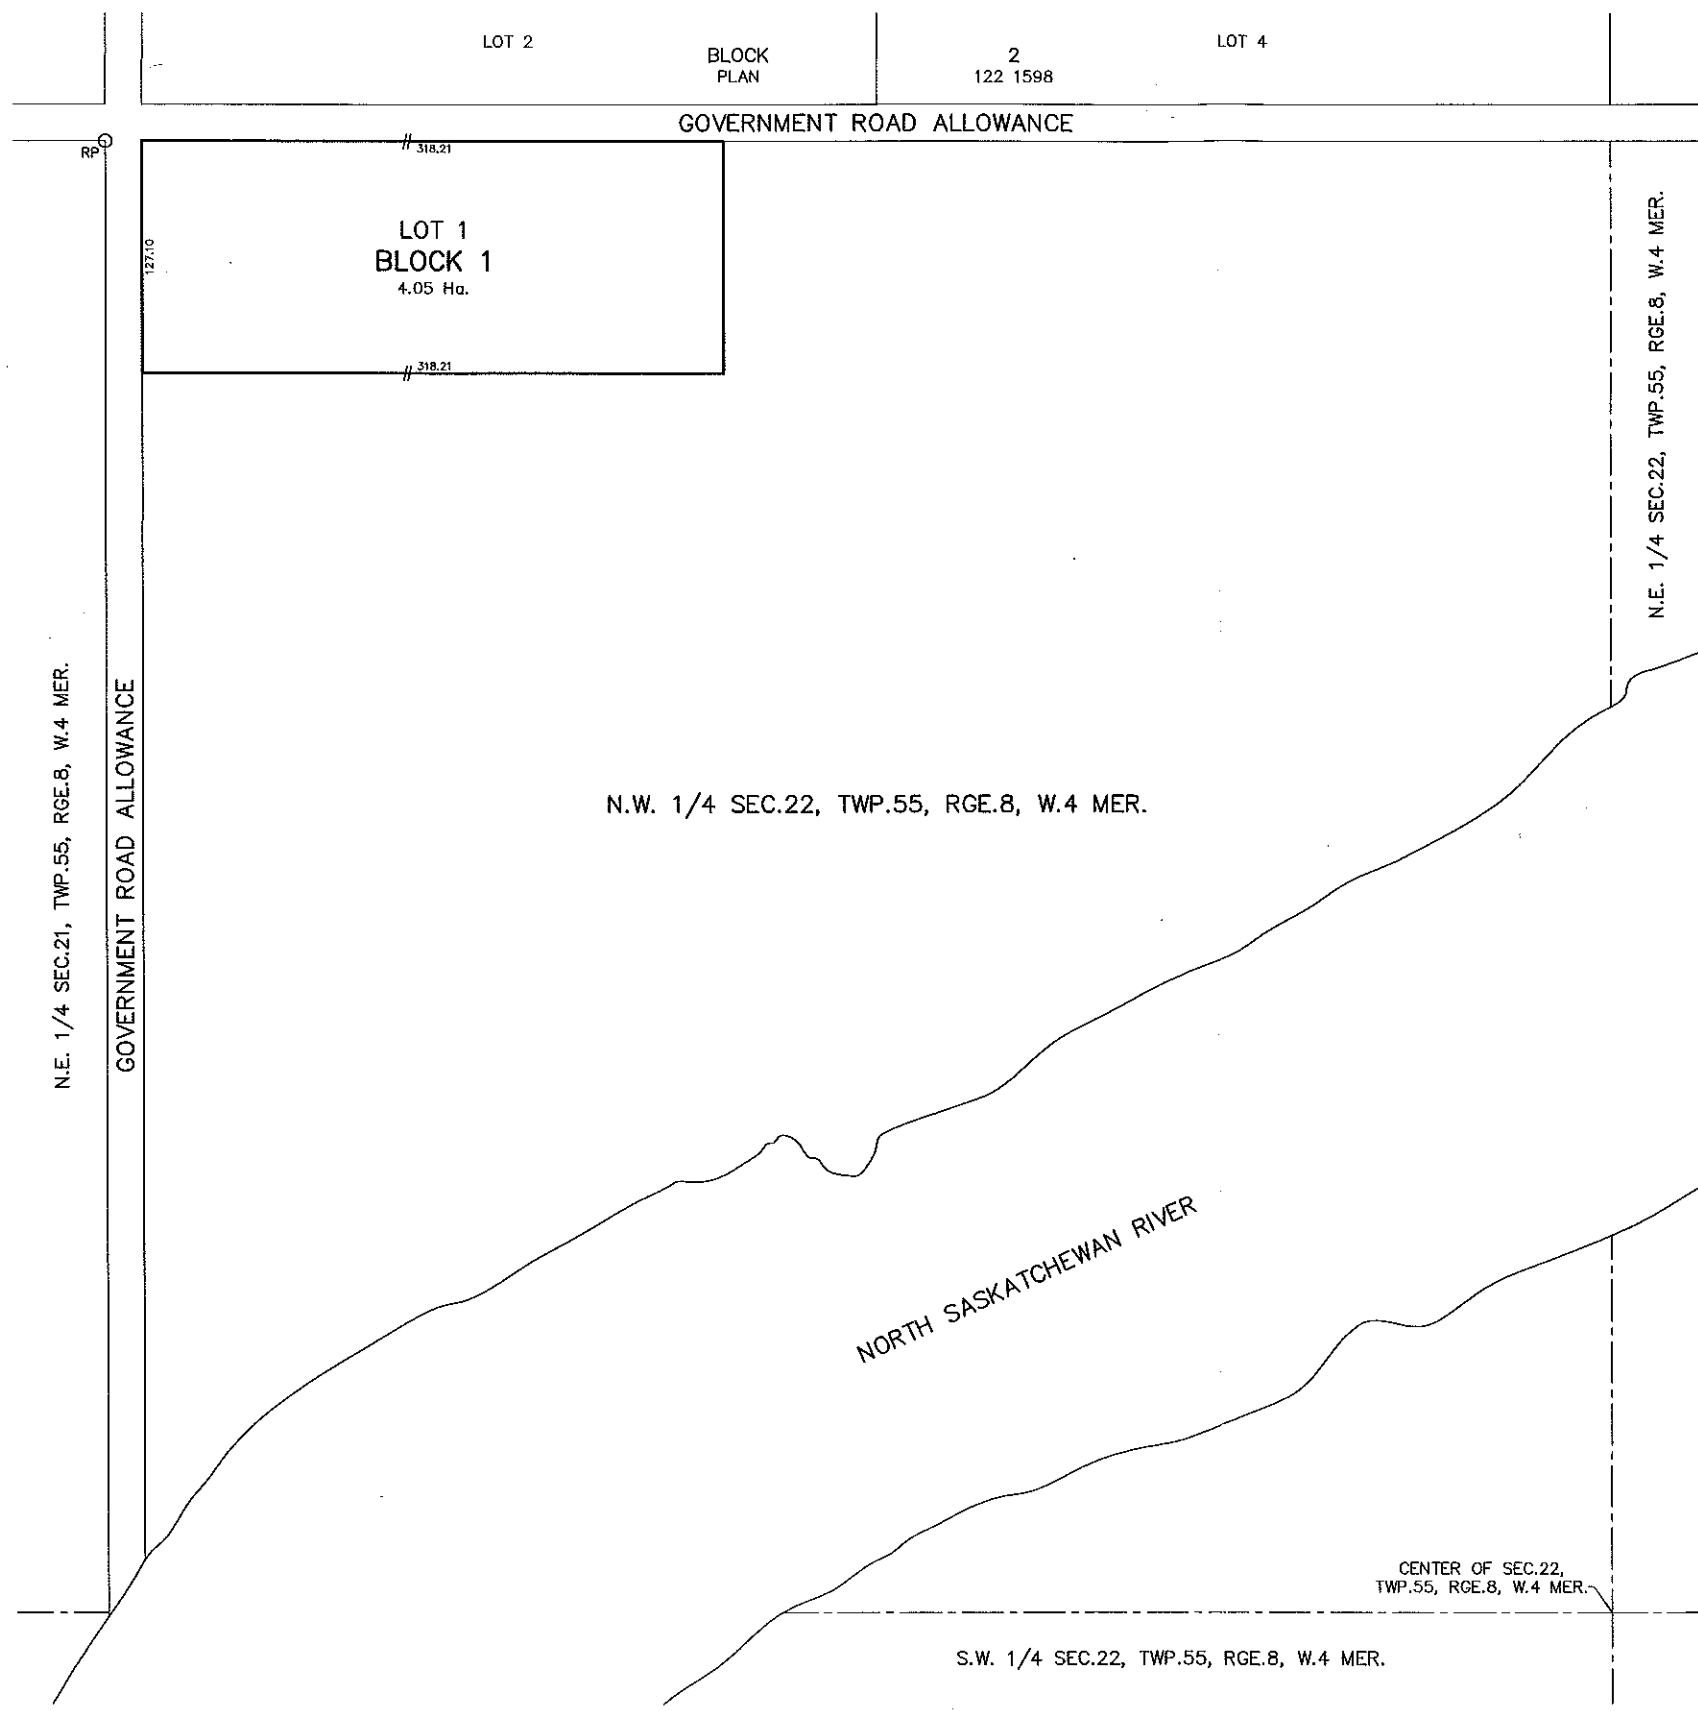 LOT 2
BLOCK
PLAN
2
122 1598
LOT 4
GOVERNMENT ROAD ALLOWANCE
RP
318.21
127.10
LOT 1
BLOCK 1
4.05 Ha.
318.21
N.E. 1/4 SEC.22, TWP.55, RGE.8, W.4 MER.
N.E. 1/4 SEC.21, TWP.55, RGE.8, W.4 MER.
GOVERNMENT ROAD ALLOWANCE
N.W. 1/4 SEC.22, TWP.55, RGE.8, W.4 MER.
NORTH SASKATCHEWAN RIVER
CENTER OF SEC.22,
TWP.55, RGE.8, W.4 MER.
S.W. 1/4 SEC.22, TWP.55, RGE.8, W.4 MER.